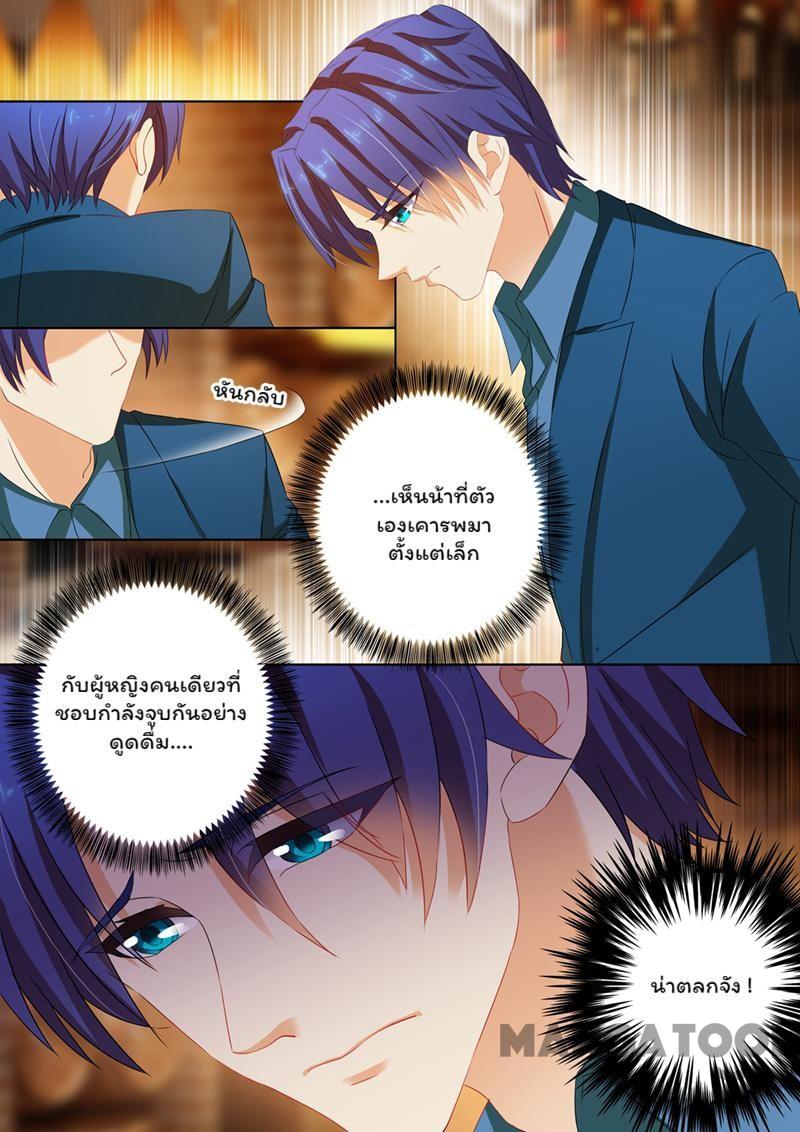 หันกลับ
...เห็นน้าที่ตัว
เองเคารพมา
ตั้งแต่เล็ก
กับผู้หญิงคนเดียวที่
ชอบกำลังจูบกันอย่าง
ดูดดื่ม....
น่าตลกจัง !
MANGATOON